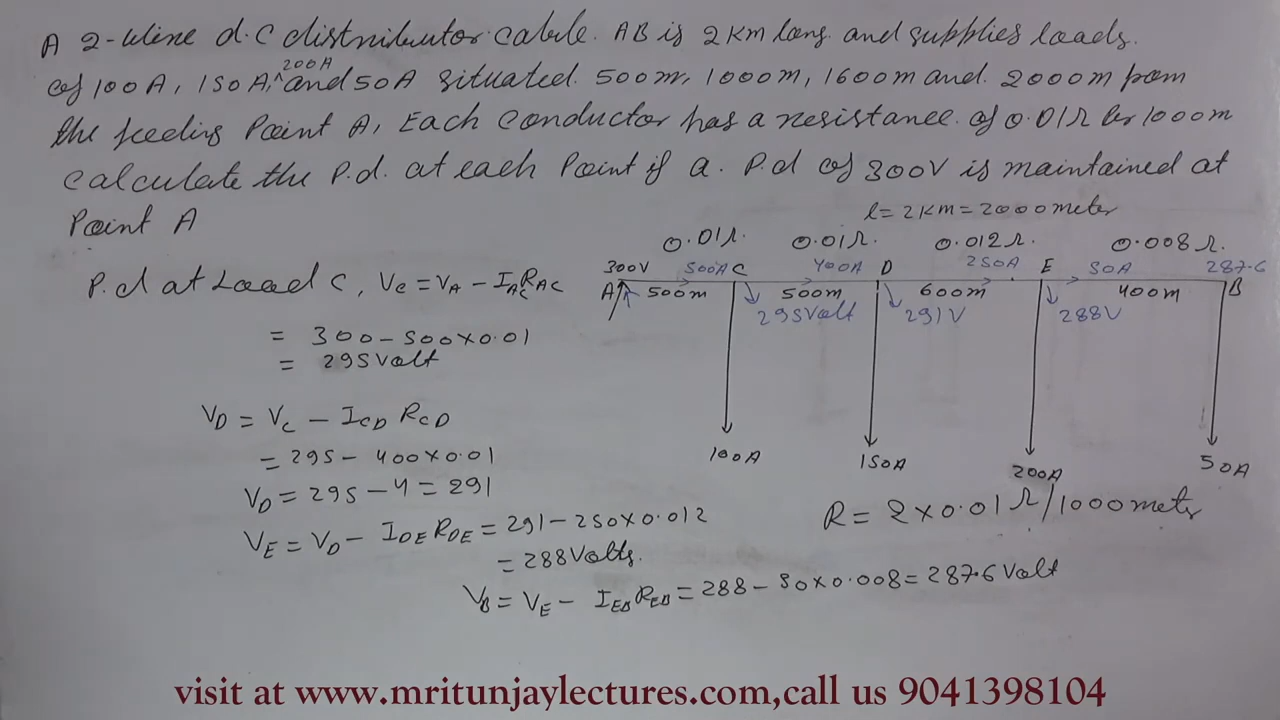 A 2-wire d.C distributor cable. AB is 2 Km long. and supplies loads.
of 100A, 150A, 200A and 50A situated. 500m, 1000m, 1600m and. 2000m from
the feeding Point A, Each conductor has a resistance. of 0.01Ω Per 1000m
calculate the P.d. at each Point if a. P.d of 300V is maintained at
Point A
l = 2KM = 2000 meter
0.01Ω. 0.01Ω. 0.012Ω. 0.008Ω.
300V 500A C 400A D 250A E 50A 287.6
A 500m 500m 600m 400m B
295Volt 291V 288V
100A 150A 200A 50A
P.d at Load C, VC = VA - IAC RAC
= 300 - 500 x 0.01
= 295 Volt
VD = VC - ICD RCD
= 295 - 400 x 0.01
VD = 295 - 4 = 291
VE = VD - IDE RDE = 291 - 250 x 0.012
= 288 Volts.
VB = VE - IEB REB = 288 - 50 x 0.008 = 287.6 Volt
R = 2 x 0.01 Ω/1000 meter
visit at www.mritunjaylectures.com,call us 9041398104